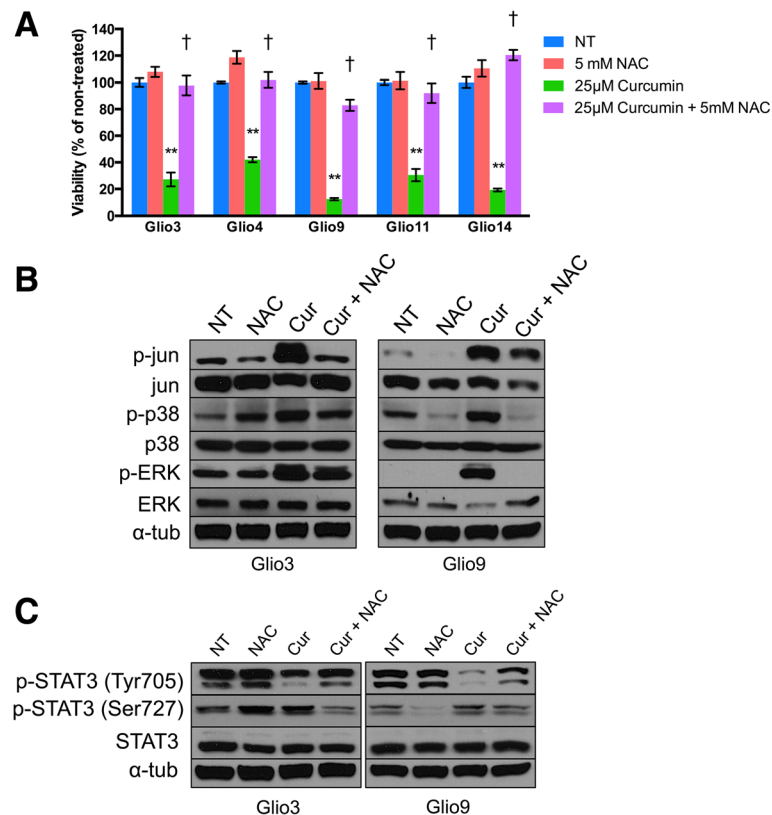 A
Viability (% of non-treated)
140
120
100
80
60
40
20
0
** † ** † ** † ** † ** †
Glio3 Glio4 Glio9 Glio11 Glio14
NT
5 mM NAC
25µM Curcumin
25µM Curcumin + 5mM NAC
B
NT NAC Cur Cur + NAC NT NAC Cur Cur + NAC
p-jun
jun
p-p38
p38
p-ERK
ERK
α-tub
Glio3 Glio9
C
NT NAC Cur Cur + NAC NT NAC Cur Cur + NAC
p-STAT3 (Tyr705)
p-STAT3 (Ser727)
STAT3
α-tub
Glio3 Glio9